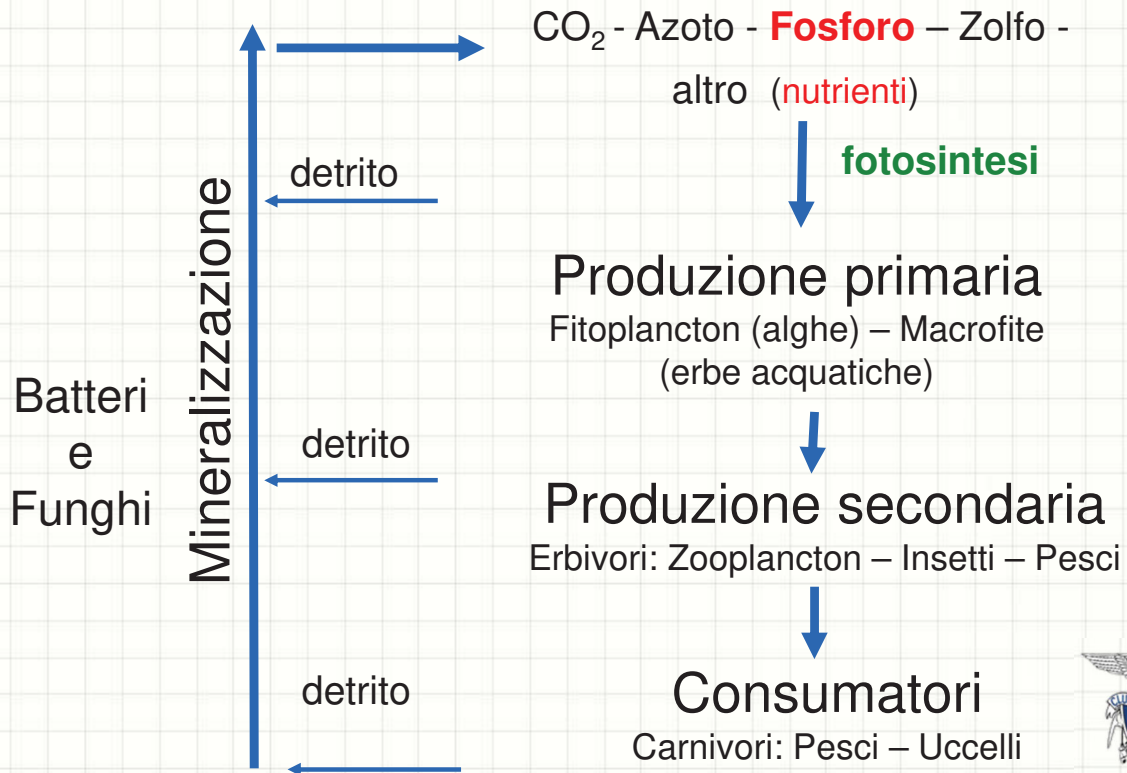 CO₂ - Azoto - Fosforo – Zolfo -
altro (nutrienti)
fotosintesi
detrito
Produzione primaria
Fitoplancton (alghe) – Macrofite
(erbe acquatiche)
Mineralizzazione
Batteri
e
Funghi
detrito
Produzione secondaria
Erbivori: Zooplancton – Insetti – Pesci
detrito
Consumatori
Carnivori: Pesci – Uccelli